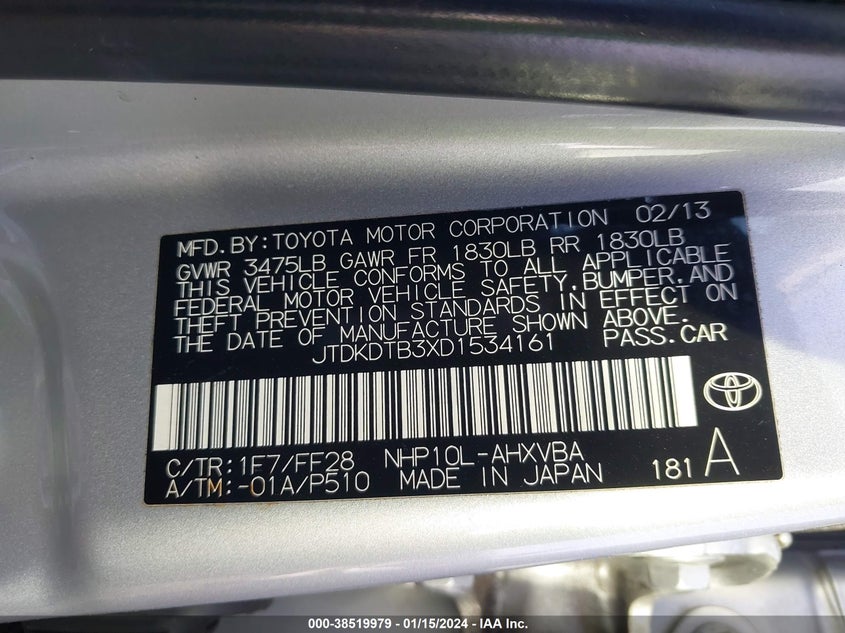 MFD. BY: TOYOTA MOTOR CORPORATION 02/13
GVWR 3475LB GAWR FR 1830LB RR 1830LB
THIS VEHICLE CONFORMS TO ALL APPLICABLE
FEDERAL MOTOR VEHICLE SAFETY, BUMPER, AND
THEFT PREVENTION STANDARDS IN EFFECT ON
THE DATE OF MANUFACTURE SHOWN ABOVE.
JTDKDTB3XD1534161 PASS. CAR
C/TR: 1F7/FF28 NHP10L-AHXVBA
A/TM: -01A/P510 MADE IN JAPAN 181 A
000-38519979 - 01/15/2024 - IAA Inc.